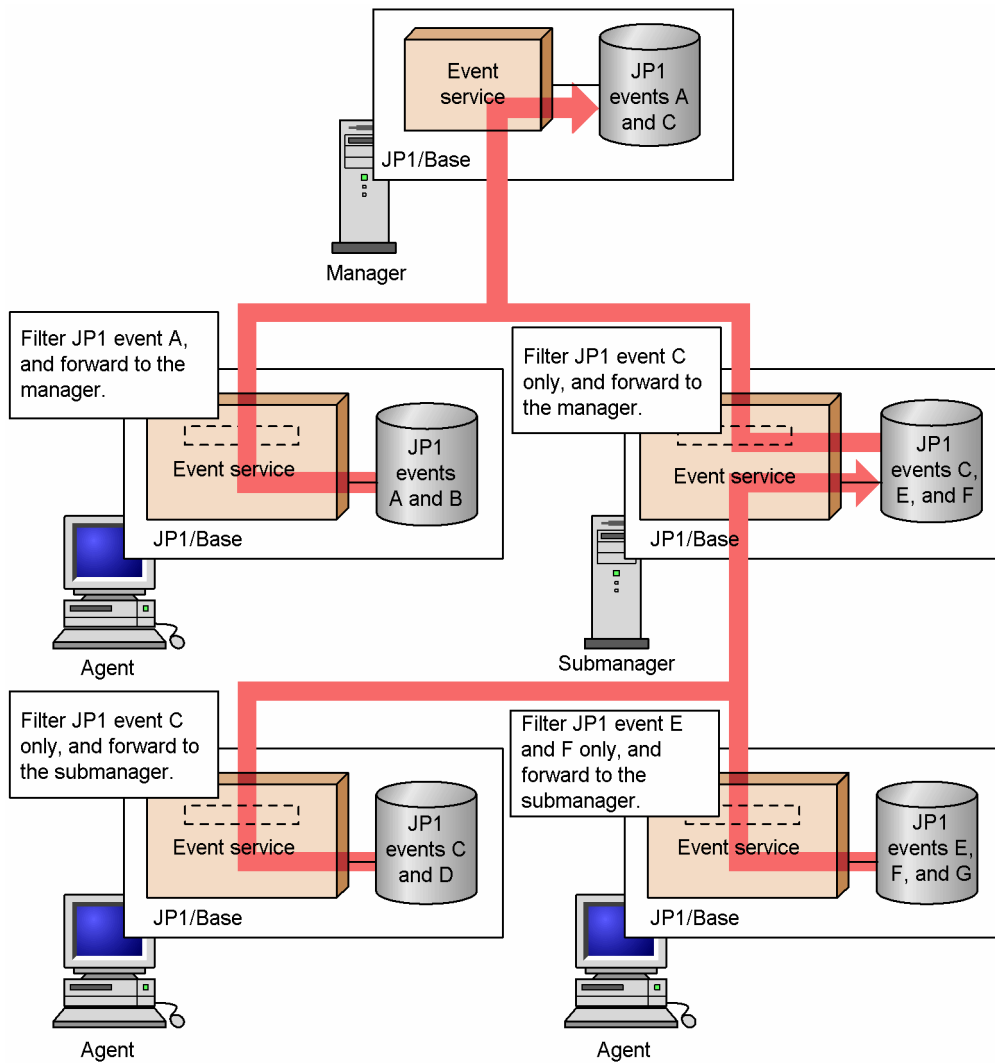 Event
service
JP1
events A
and C
JP1/Base
Manager
Filter JP1 event A,
and forward to the
manager.
Event service
JP1
events
A and B
JP1/Base
Agent
Filter JP1 event C
only, and forward to
the manager.
Event service
JP1
events C,
E, and F
JP1/Base
Submanager
Filter JP1 event C
only, and forward to
the submanager.
Event service
JP1
events C
and D
JP1/Base
Agent
Filter JP1 event E
and F only, and
forward to the
submanager.
Event service
JP1
events E,
F, and G
JP1/Base
Agent